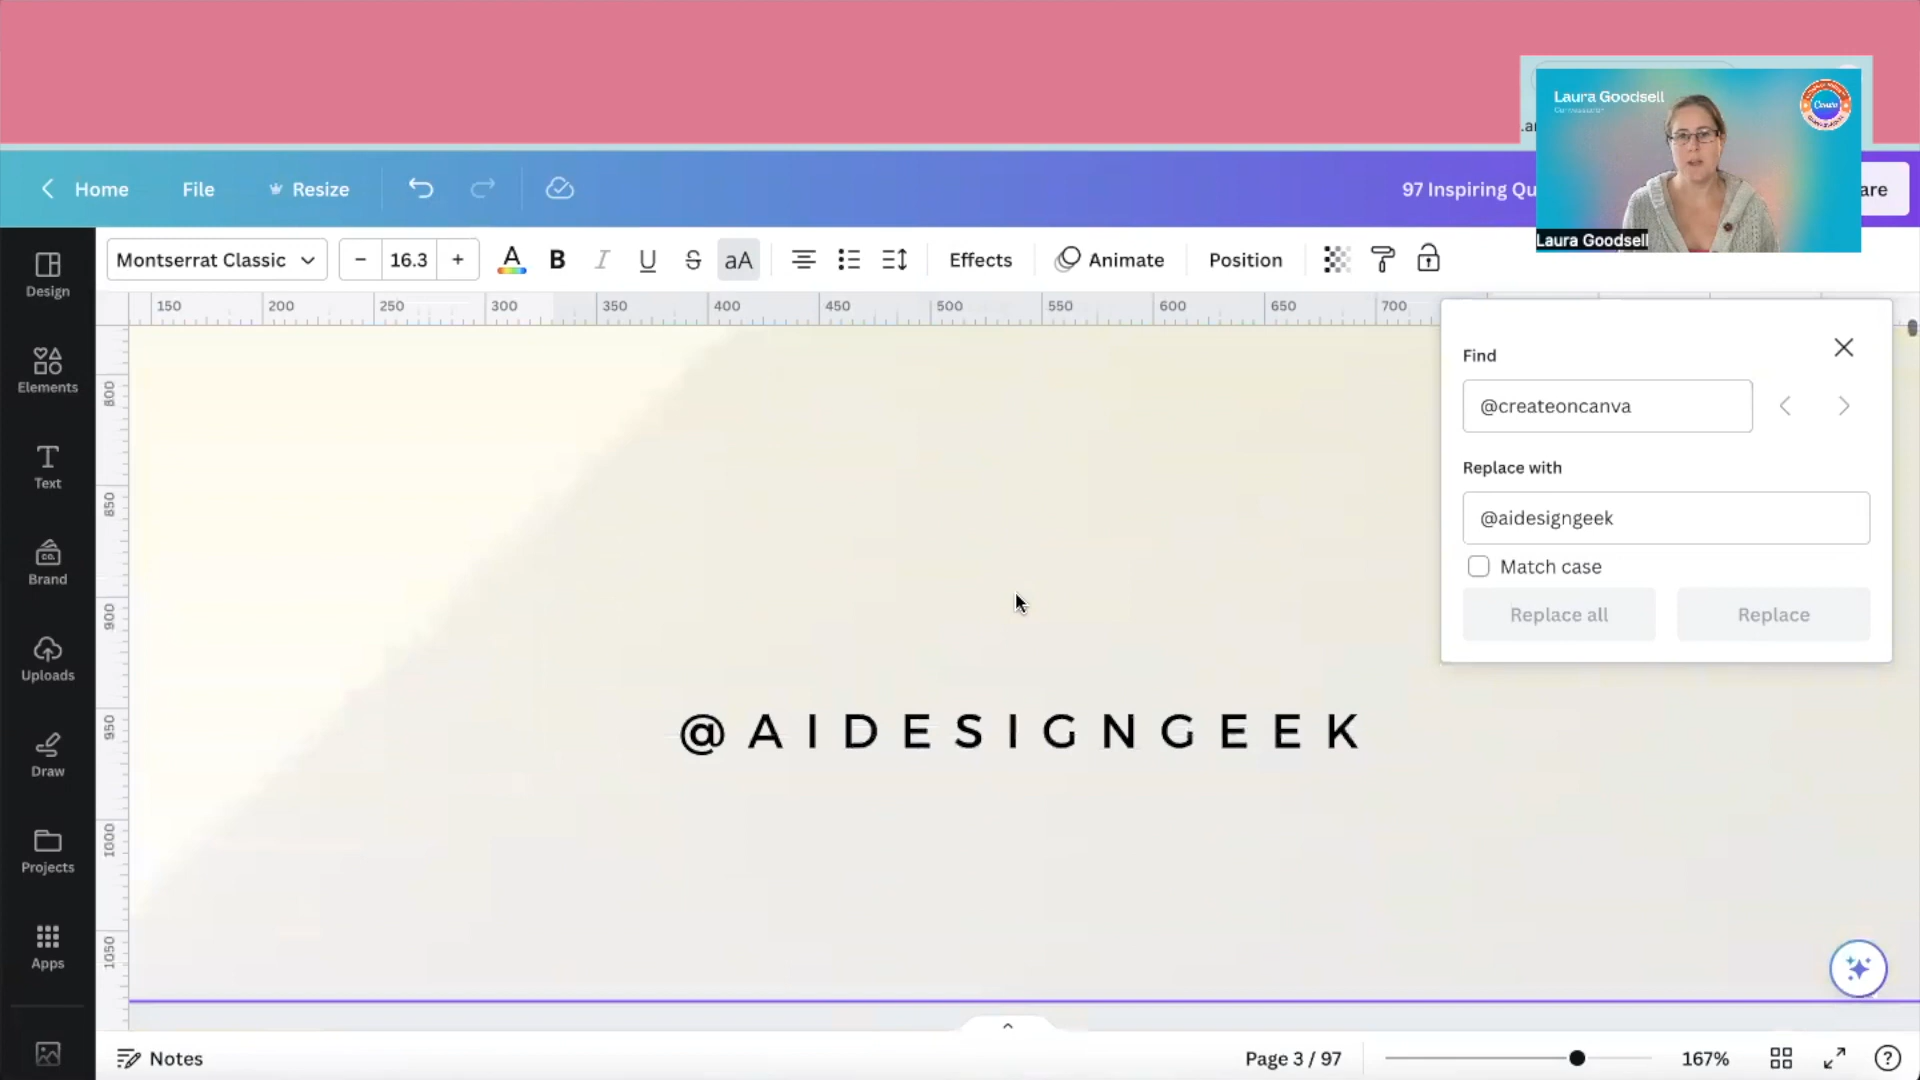 Laura Goodsell
Canva
Laura Goodsell
Home
File
Resize
97 Inspiring Qu
are
Montserrat Classic
− 16.3 +
A
B
I
U
S
aA
Effects
Animate
Position
150 200 250 300 350 400 450 500 550 600 650 700
800
850
900
950
1000
1050
Design
Elements
Text
Brand
Uploads
Draw
Projects
Apps
Find
@createoncanva
Replace with
@aidesigngeek
Match case
Replace all
Replace
@AIDESIGNGEEK
Notes
Page 3 / 97
167%